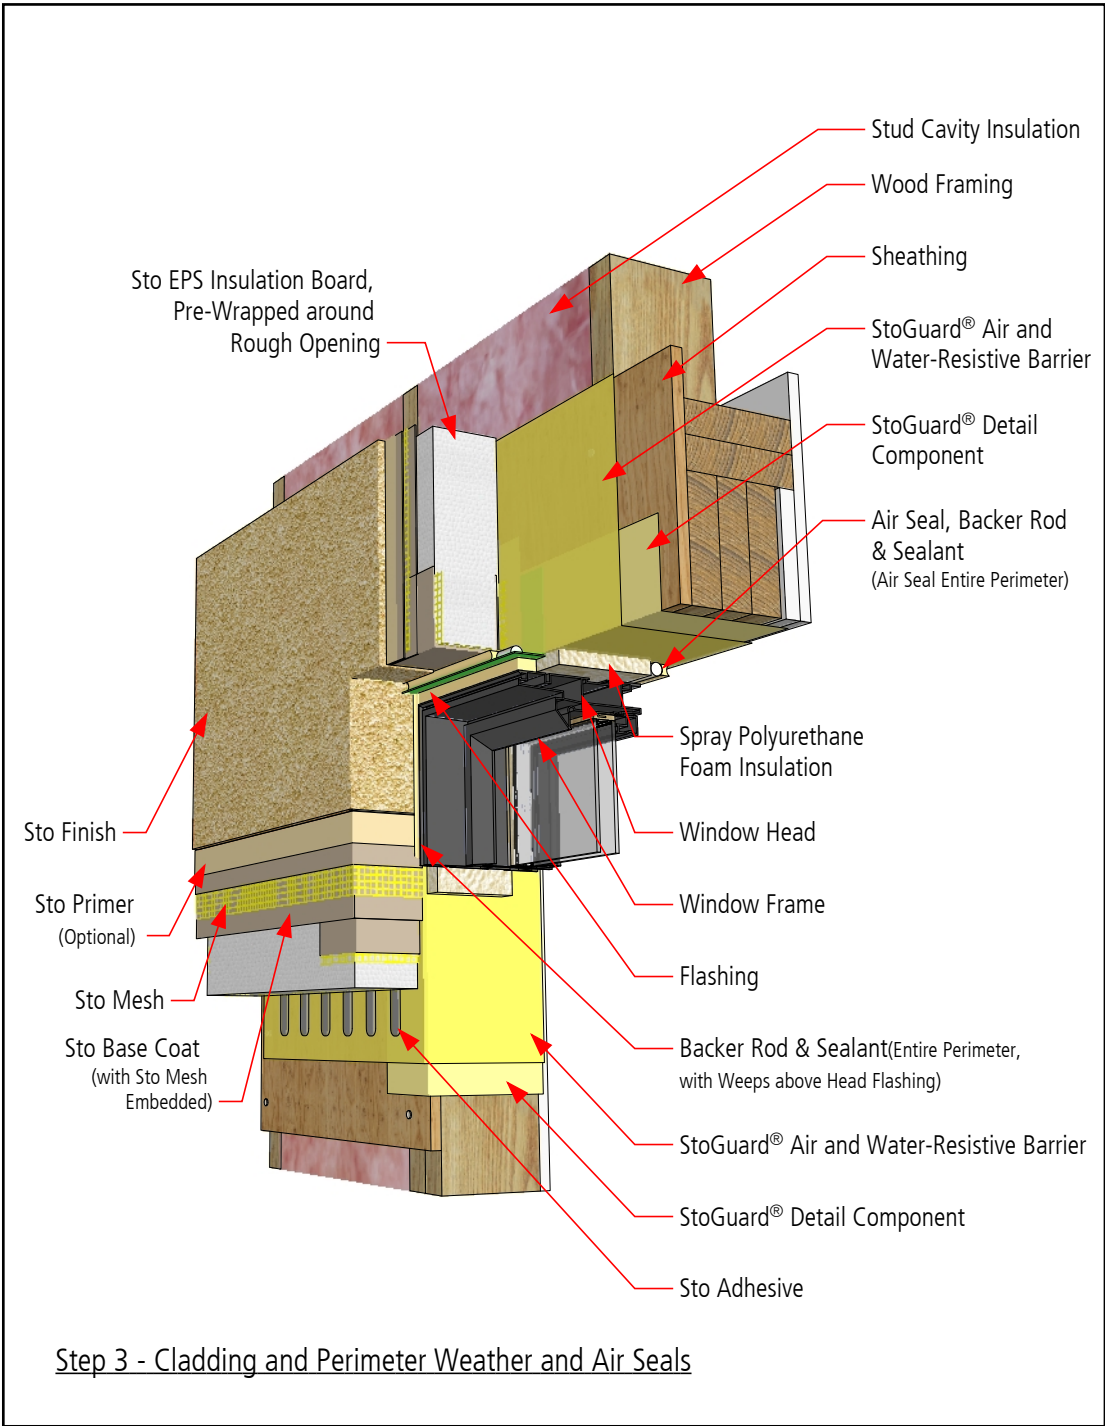 Stud Cavity Insulation
Wood Framing
Sheathing
StoGuard® Air and
Water-Resistive Barrier
StoGuard® Detail
Component
Air Seal, Backer Rod
& Sealant
(Air Seal Entire Perimeter)
Sto EPS Insulation Board,
Pre-Wrapped around
Rough Opening
Spray Polyurethane
Foam Insulation
Window Head
Window Frame
Flashing
Backer Rod & Sealant(Entire Perimeter,
with Weeps above Head Flashing)
StoGuard® Air and Water-Resistive Barrier
StoGuard® Detail Component
Sto Adhesive
Sto Finish
Sto Primer
(Optional)
Sto Mesh
Sto Base Coat
(with Sto Mesh
Embedded)
Step 3 - Cladding and Perimeter Weather and Air Seals